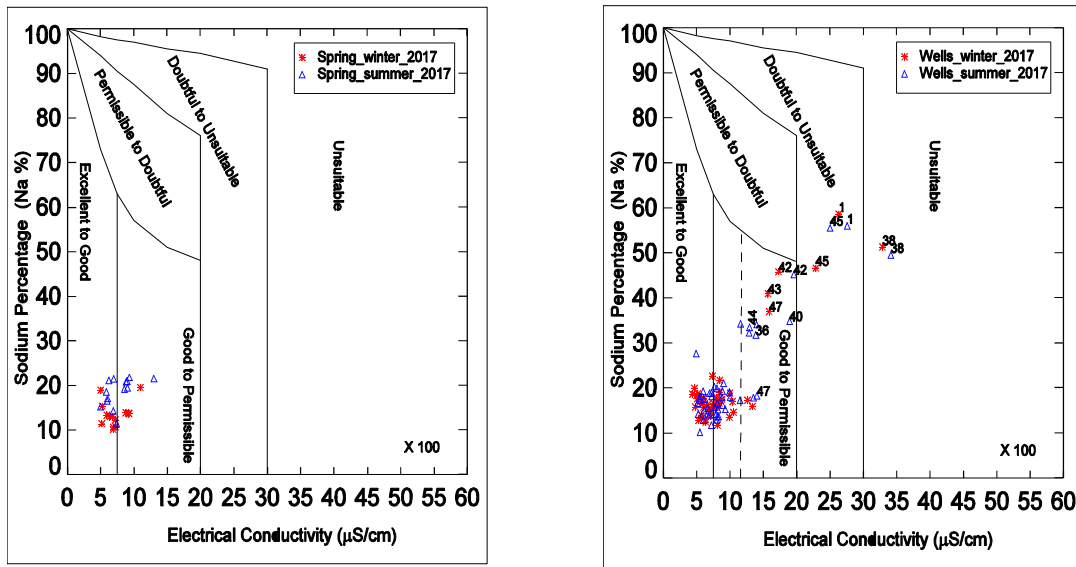 Spring_winter_2017
Spring_summer_2017
100
90
80
70
60
50
40
30
20
10
0
Sodium Percentage (Na %)
Excellent to Good
Permissible to Doubtful
Doubtful to Unsuitable
Unsuitable
Good to Permissible
X 100
0 5 10 15 20 25 30 35 40 45 50 55 60
Electrical Conductivity (µS/cm)
Wells_winter_2017
Wells_summer_2017
100
90
80
70
60
50
40
30
20
10
0
Sodium Percentage (Na %)
Excellent to Good
Permissible to Doubtful
Doubtful to Unsuitable
Unsuitable
Good to Permissible
1
45 1
38
38
42 42
45
43
47
44
40
36
47
X 100
0 5 10 15 20 25 30 35 40 45 50 55 60
Electrical Conductivity (µS/cm)